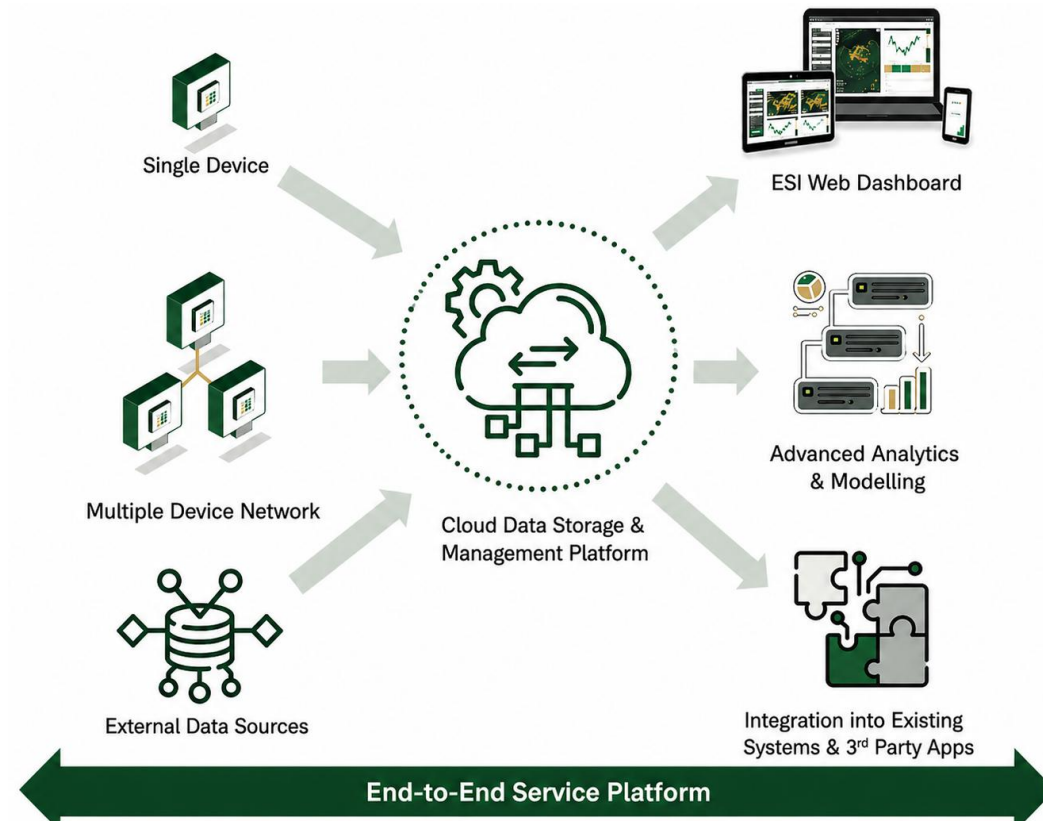 Single Device
ESI Web Dashboard
Multiple Device Network
Cloud Data Storage &
Management Platform
Advanced Analytics
& Modelling
External Data Sources
Integration into Existing
Systems & 3rd Party Apps
End-to-End Service Platform